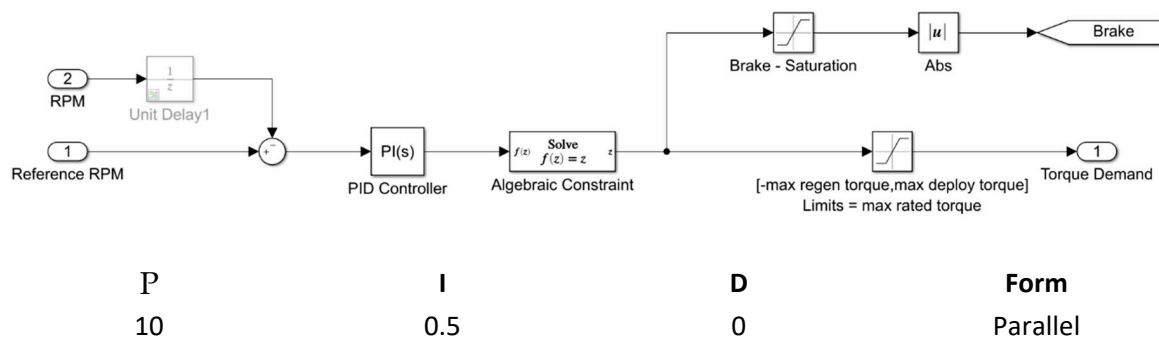 Brake
|u|
Brake - Saturation
Abs
2
1
z
RPM
Unit Delay1
+
−
PI(s)
f(z)
Solve
f(z) = z
z
1
Reference RPM
PID Controller
Algebraic Constraint
1
[-max regen torque,max deploy torque]
Limits = max rated torque
Torque Demand
P I D Form
10 0.5 0 Parallel